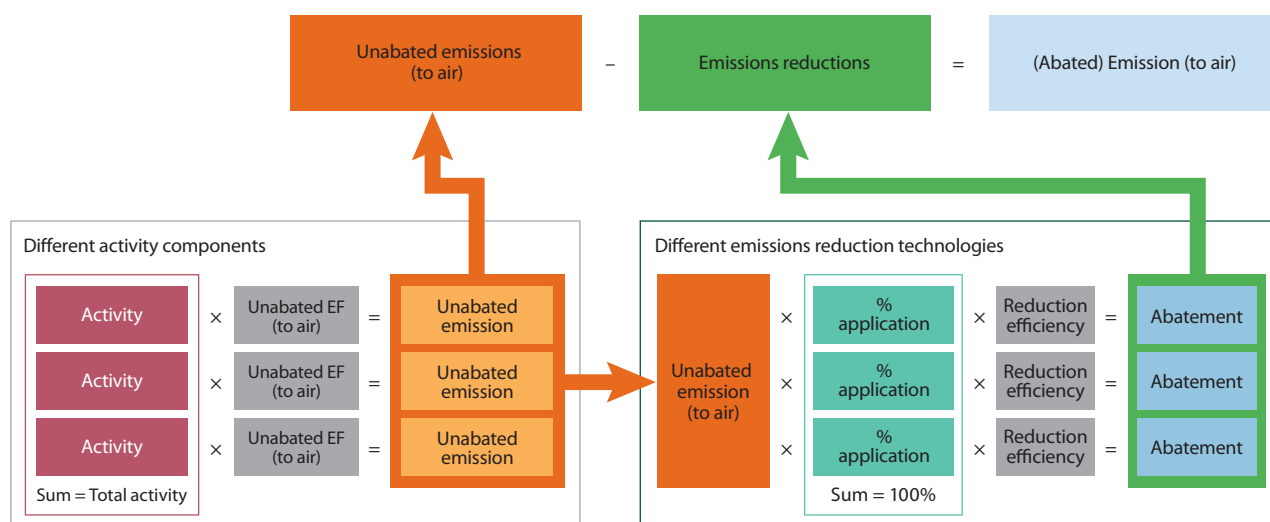 Unabated emissions
(to air)
–
Emissions reductions
=
(Abated) Emission (to air)
Different activity components
Activity
×
Unabated EF
(to air)
=
Unabated
emission
Activity
×
Unabated EF
(to air)
=
Unabated
emission
Activity
×
Unabated EF
(to air)
=
Unabated
emission
Sum = Total activity
Different emissions reduction technologies
Unabated
emission
(to air)
×
%
application
×
Reduction
efficiency
=
Abatement
×
%
application
×
Reduction
efficiency
=
Abatement
×
%
application
×
Reduction
efficiency
=
Abatement
Sum = 100%